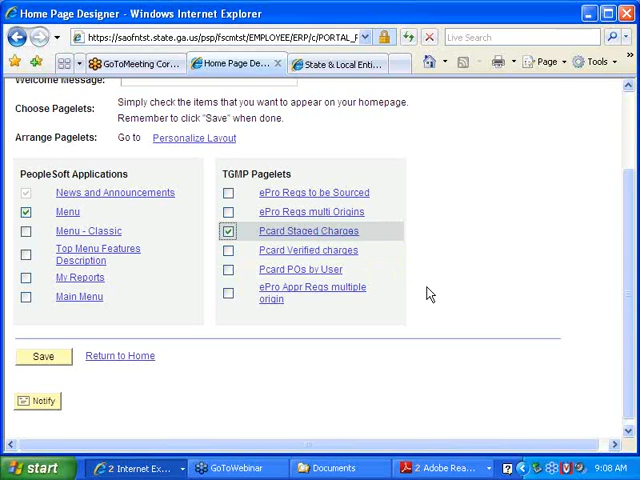 Home Page Designer - Windows Internet Explorer
https://saofntst.state.ga.us/psp/fscmtst/EMPLOYEE/ERP/c/PORTAL_F
Live Search
GoToMeeting Cor...
Home Page De...
State & Local Enti...
Page
Tools
Welcome Message:
Choose Pagelets:
Simply check the items that you want to appear on your homepage.
Remember to click "Save" when done.
Arrange Pagelets:
Go to Personalize Layout
PeopleSoft Applications
News and Announcements
Menu
Menu - Classic
Top Menu Features
Description
My Reports
Main Menu
TGMP Pagelets
ePro Reqs to be Sourced
ePro Reqs multi Origins
Pcard Staged Charges
Pcard Verified charges
Pcard POs by User
ePro Appr Reqs multiple
origin
Save
Return to Home
Notify
start
2 Internet Ex...
GoToWebinar
Documents
2 Adobe Rea...
9:08 AM